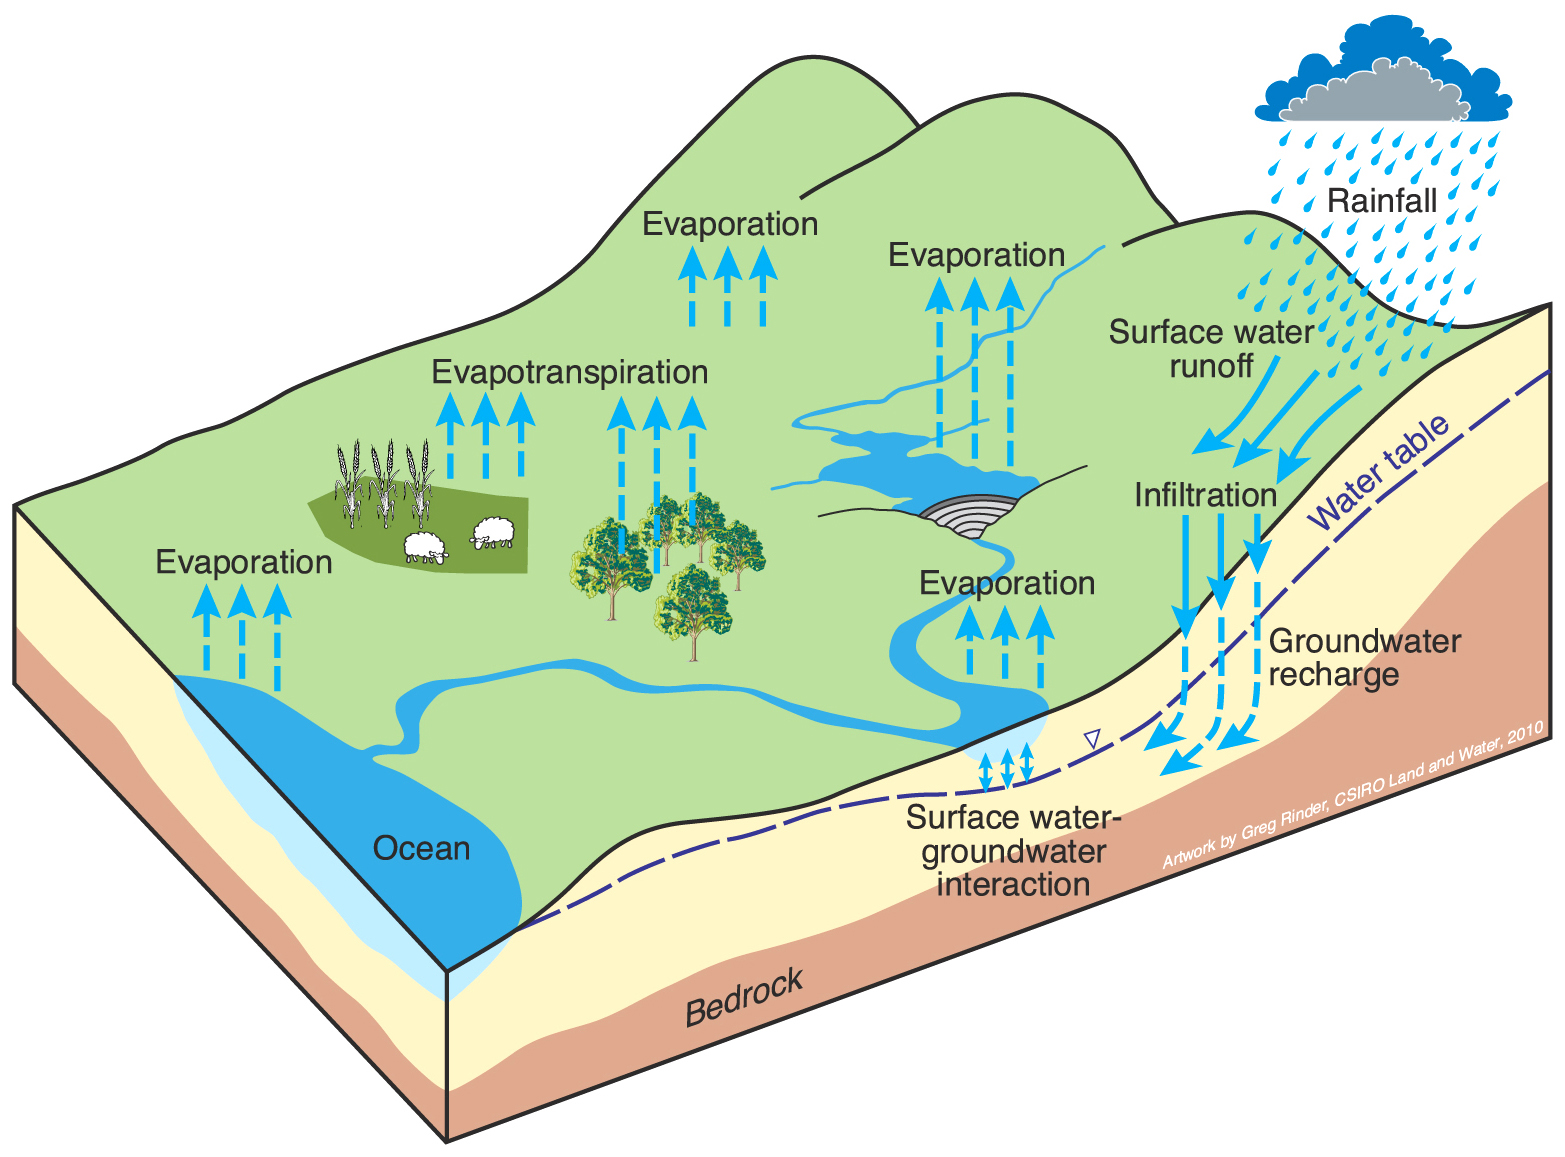 Rainfall
Evaporation
Evaporation
Surface water
runoff
Evapotranspiration
Water table
Infiltration
Evaporation
Evaporation
Groundwater
recharge
Ocean
Surface water-
groundwater
interaction
Bedrock
Artwork by Greg Rinder, CSIRO Land and Water, 2010